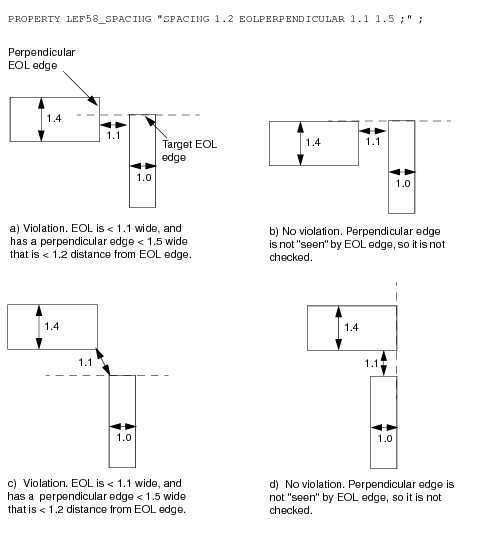 PROPERTY LEF58_SPACING "SPACING 1.2 EOLPERPENDICULAR 1.1 1.5 ;" ;
Perpendicular
EOL edge
1.4
1.1
Target EOL
edge
1.0
a) Violation. EOL is < 1.1 wide, and
has a perpendicular edge < 1.5 wide
that is < 1.2 distance from EOL edge.
1.4
1.1
1.0
b) No violation. Perpendicular edge
is not "seen" by EOL edge, so it is not
checked.
1.4
1.1
1.0
c) Violation. EOL is < 1.1 wide, and
has a perpendicular edge < 1.5 wide
that is < 1.2 distance from EOL edge.
1.4
1.1
1.0
d) No violation. Perpendicular edge is
not "seen" by EOL edge, so it is not
checked.